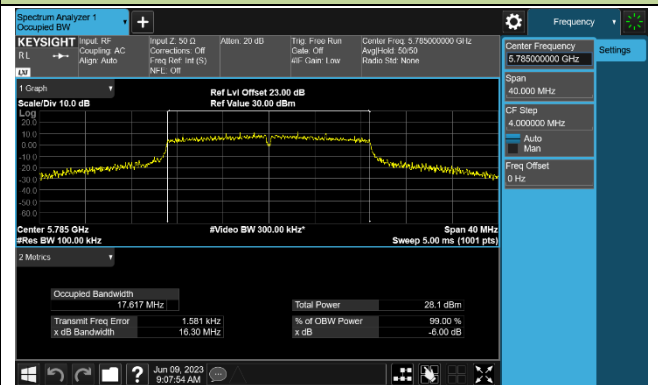 Spectrum Analyzer 1
Occupied BW
Frequency
KEYSIGHT
RL
LXI
Input: RF
Coupling: AC
Align: Auto
Input Z: 50 Ω
Corrections: Off
Freq Ref: Int (S)
NFE: Off
Atten: 20 dB
Trig: Free Run
Gate: Off
#IF Gain: Low
Center Freq: 5.785000000 GHz
Avg|Hold: 50/50
Radio Std: None
Center Frequency
5.785000000 GHz
Settings
Span
40.000 MHz
CF Step
4.000000 MHz
Auto
Man
Freq Offset
0 Hz
1 Graph
Scale/Div 10.0 dB
Ref Lvl Offset 23.00 dB
Ref Value 30.00 dBm
Log
20.0
10.0
0.00
-10.0
-20.0
-30.0
-40.0
-50.0
-60.0
Center 5.785 GHz
#Video BW 300.00 kHz*
Span 40 MHz
#Res BW 100.00 kHz
Sweep 5.00 ms (1001 pts)
2 Metrics
Occupied Bandwidth
17.617 MHz
Total Power 28.1 dBm
Transmit Freq Error 1.581 kHz
% of OBW Power 99.00 %
x dB Bandwidth 16.30 MHz
x dB -6.00 dB
?
Jun 09, 2023
9:07:54 AM